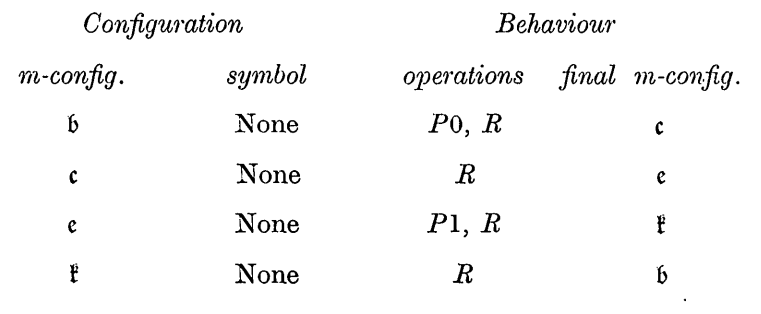 Configuration Behaviour
m-config. symbol operations final m-config.
𝔟 None P0, R 𝔠
𝔠 None R 𝔢
𝔢 None P1, R 𝔨
𝔨 None R 𝔟